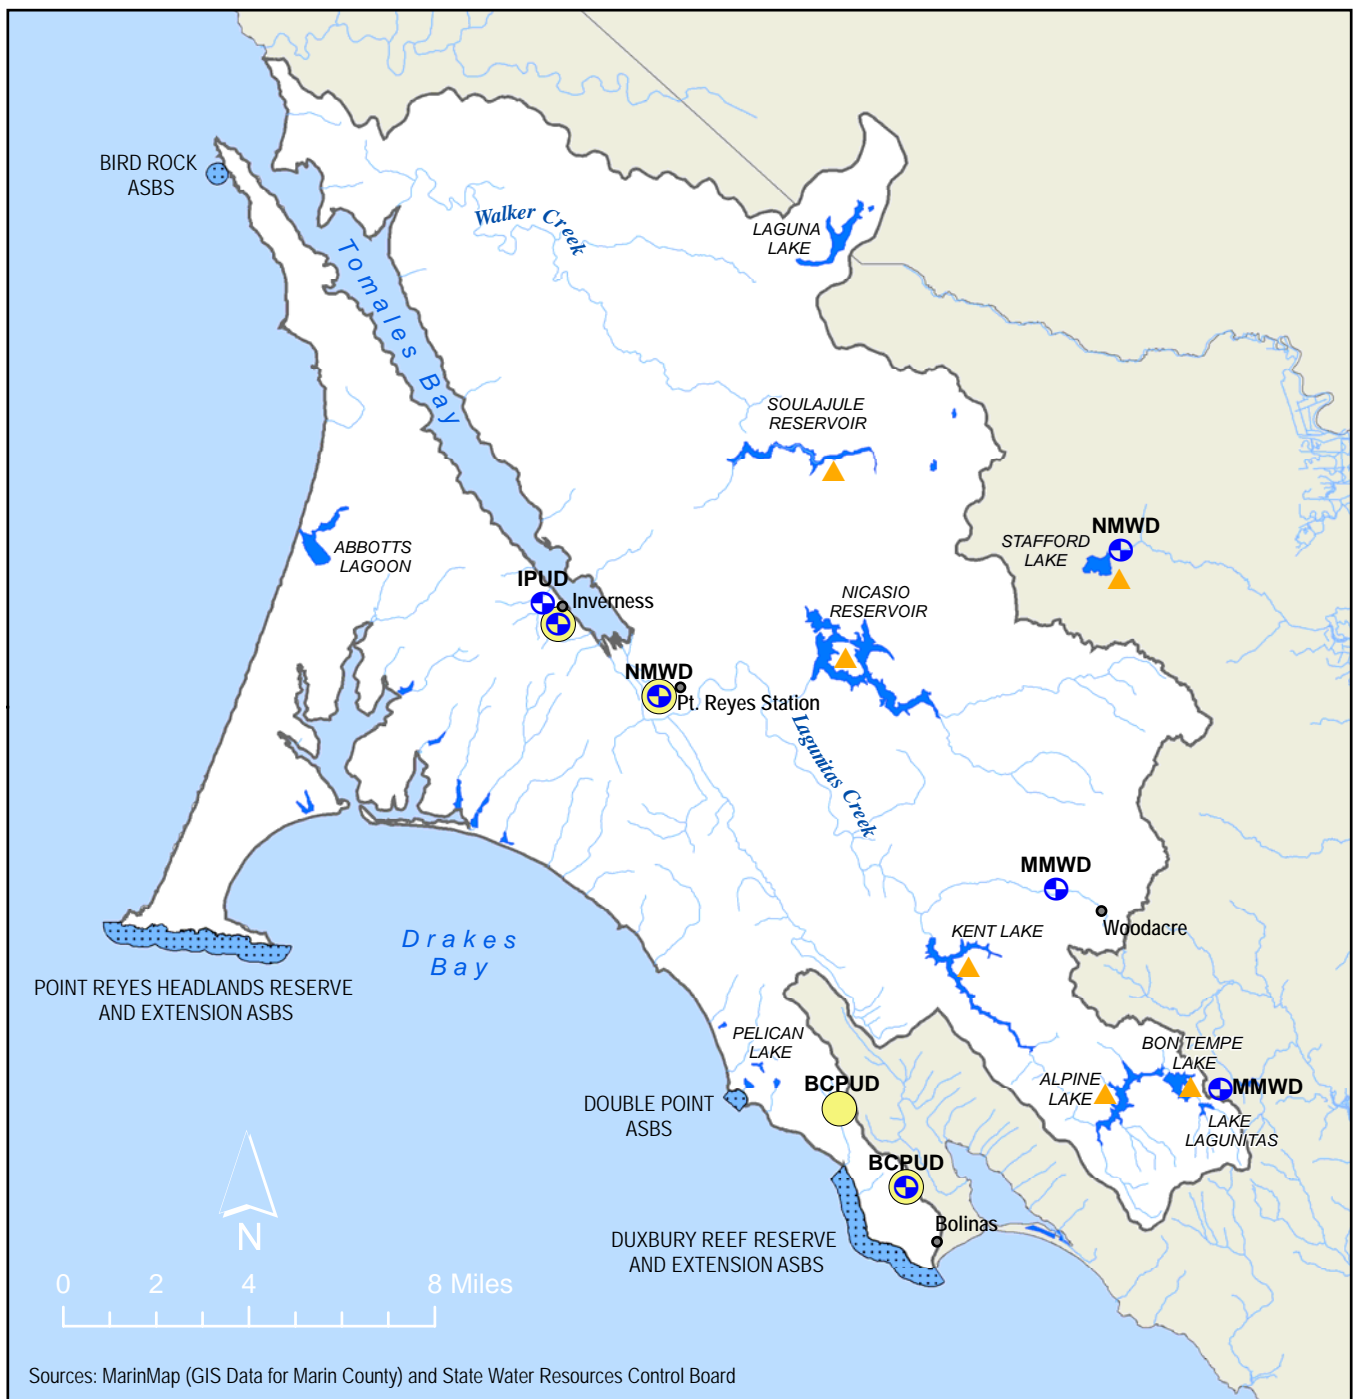 BIRD ROCK
ASBS
Walker Creek
LAGUNA
LAKE
Tomales Bay
SOULAJULE
RESERVOIR
ABBOTTS
LAGOON
NMWD
STAFFORD
LAKE
IPUD
Inverness
NICASIO
RESERVOIR
NMWD
Pt. Reyes Station
Lagunitas Creek
MMWD
Woodacre
KENT LAKE
Drakes
Bay
POINT REYES HEADLANDS RESERVE
AND EXTENSION ASBS
PELICAN
LAKE
BCPUD
DOUBLE POINT
ASBS
ALPINE
LAKE
BON TEMPE
LAKE
MMWD
LAKE
LAGUNITAS
BCPUD
Bolinas
DUXBURY REEF RESERVE
AND EXTENSION ASBS
N
0 2 4 8 Miles
Sources: MarinMap (GIS Data for Marin County) and State Water Resources Control Board